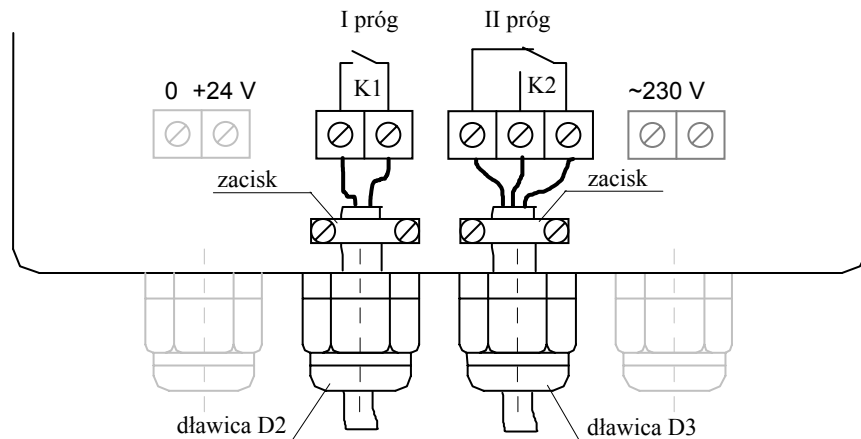 I próg
II próg
0 +24 V
K1
K2
~230 V
zacisk
zacisk
dławica D2
dławica D3